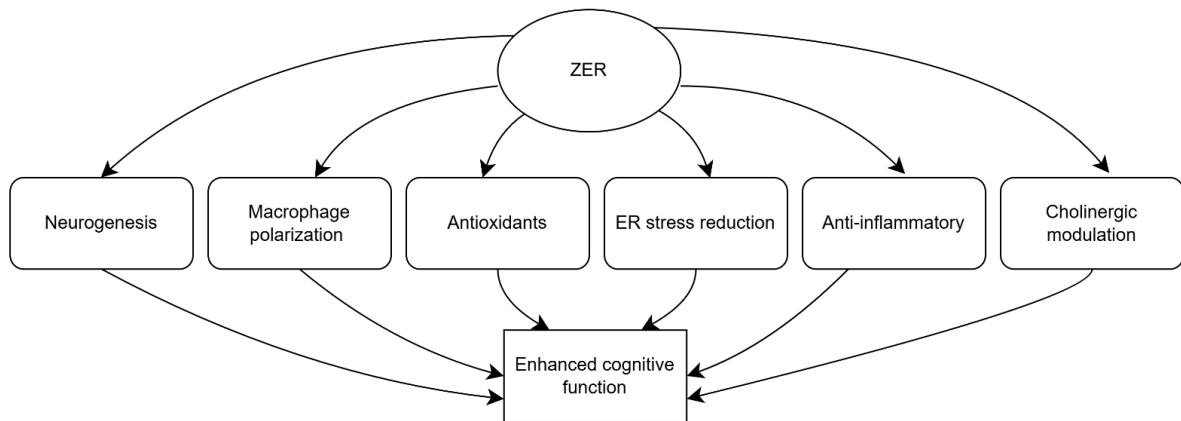 ZER
Neurogenesis
Macrophage
polarization
Antioxidants
ER stress reduction
Anti-inflammatory
Cholinergic
modulation
Enhanced cognitive
function